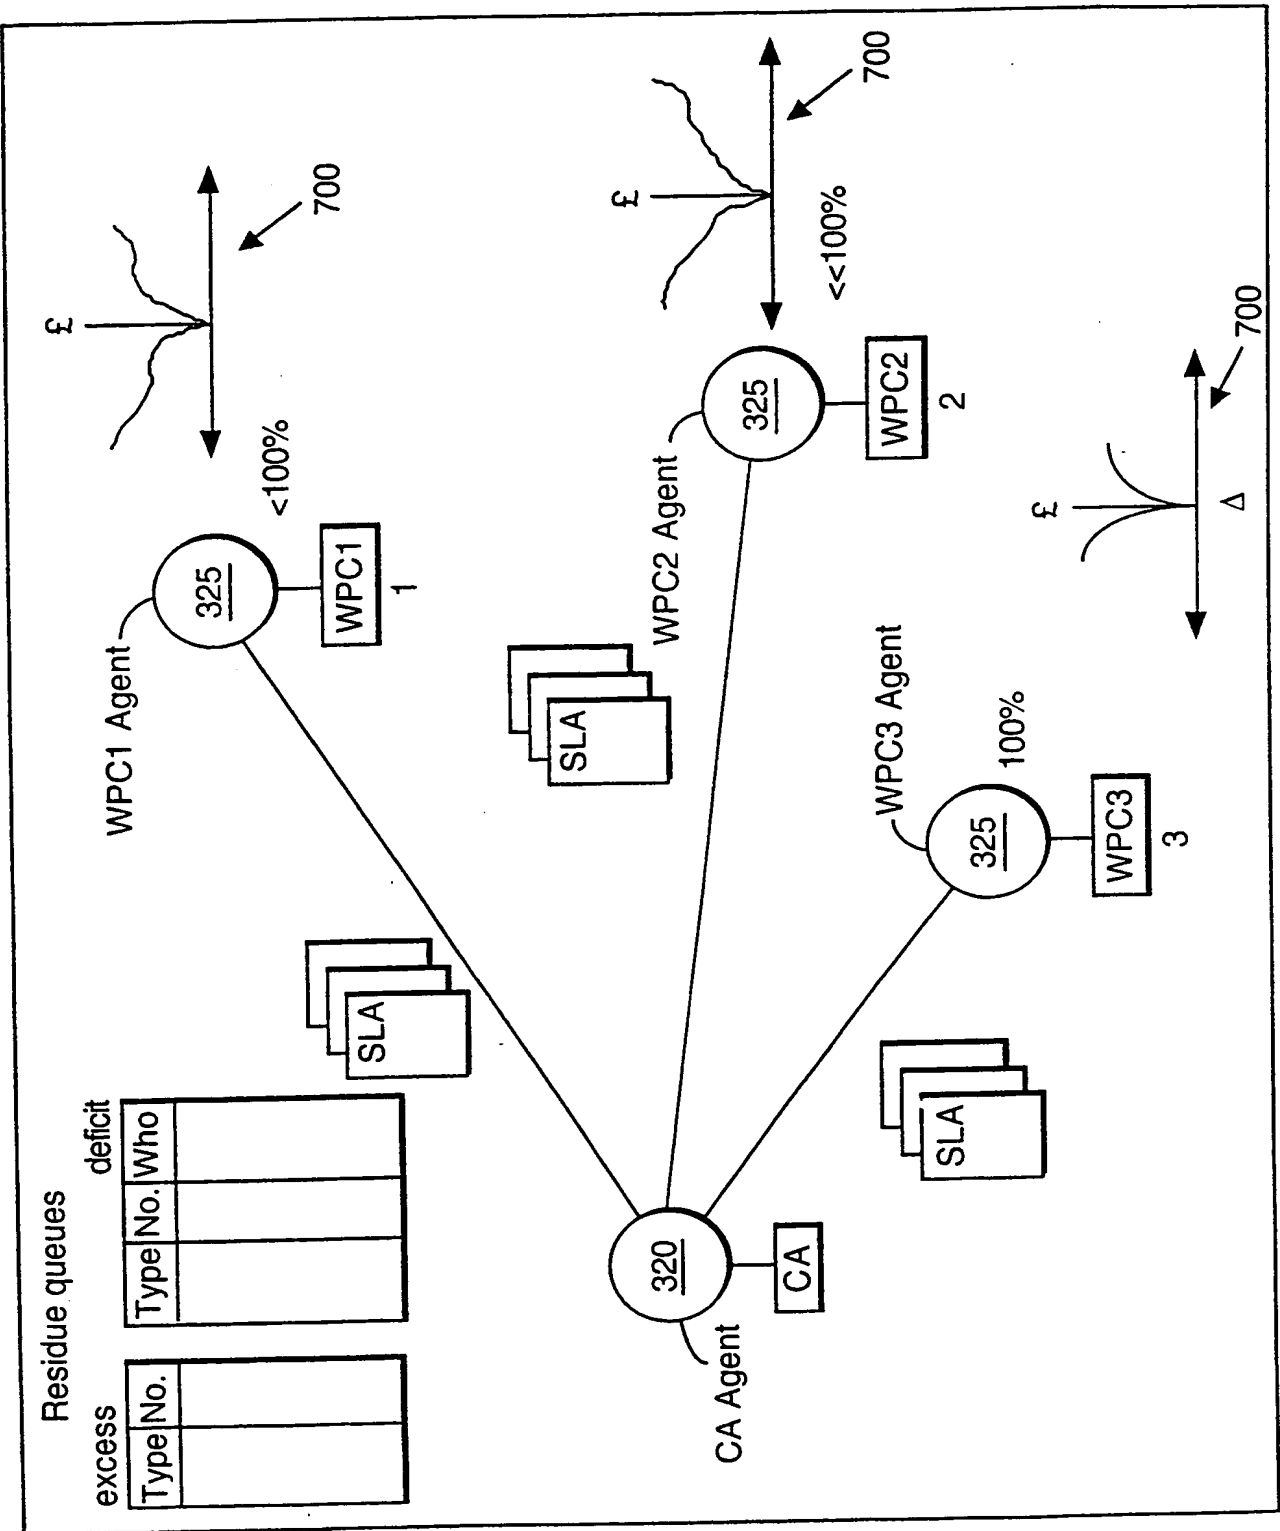 Residue queues
excess
deficit
Type No.
Type No. Who
SLA
WPC1 Agent
325
<100%
WPC1
1
£
700
SLA
WPC2 Agent
325
<<100%
WPC2
2
£
700
CA Agent
320
CA
SLA
WPC3 Agent
325
100%
WPC3
3
£
Δ
700